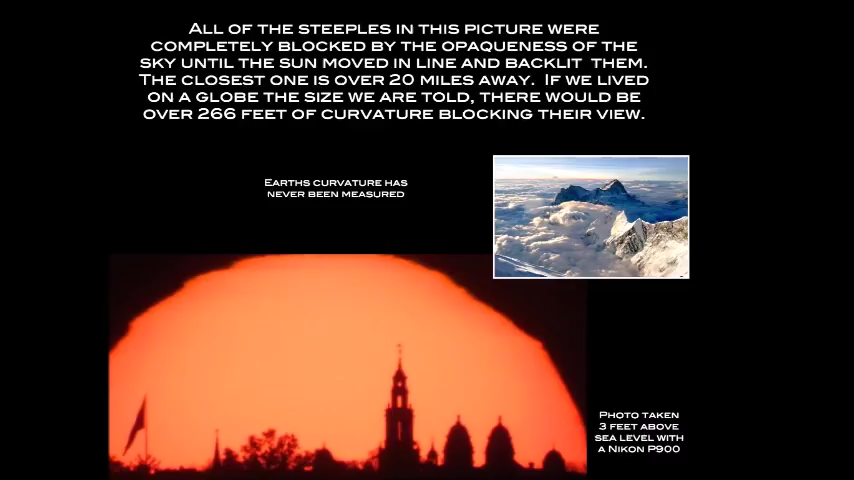 ALL OF THE STEEPLES IN THIS PICTURE WERE
COMPLETELY BLOCKED BY THE OPAQUENESS OF THE
SKY UNTIL THE SUN MOVED IN LINE AND BACKLIT THEM.
THE CLOSEST ONE IS OVER 20 MILES AWAY. IF WE LIVED
ON A GLOBE THE SIZE WE ARE TOLD, THERE WOULD BE
OVER 266 FEET OF CURVATURE BLOCKING THEIR VIEW.
EARTHS CURVATURE HAS
NEVER BEEN MEASURED
PHOTO TAKEN
3 FEET ABOVE
SEA LEVEL WITH
A NIKON P900